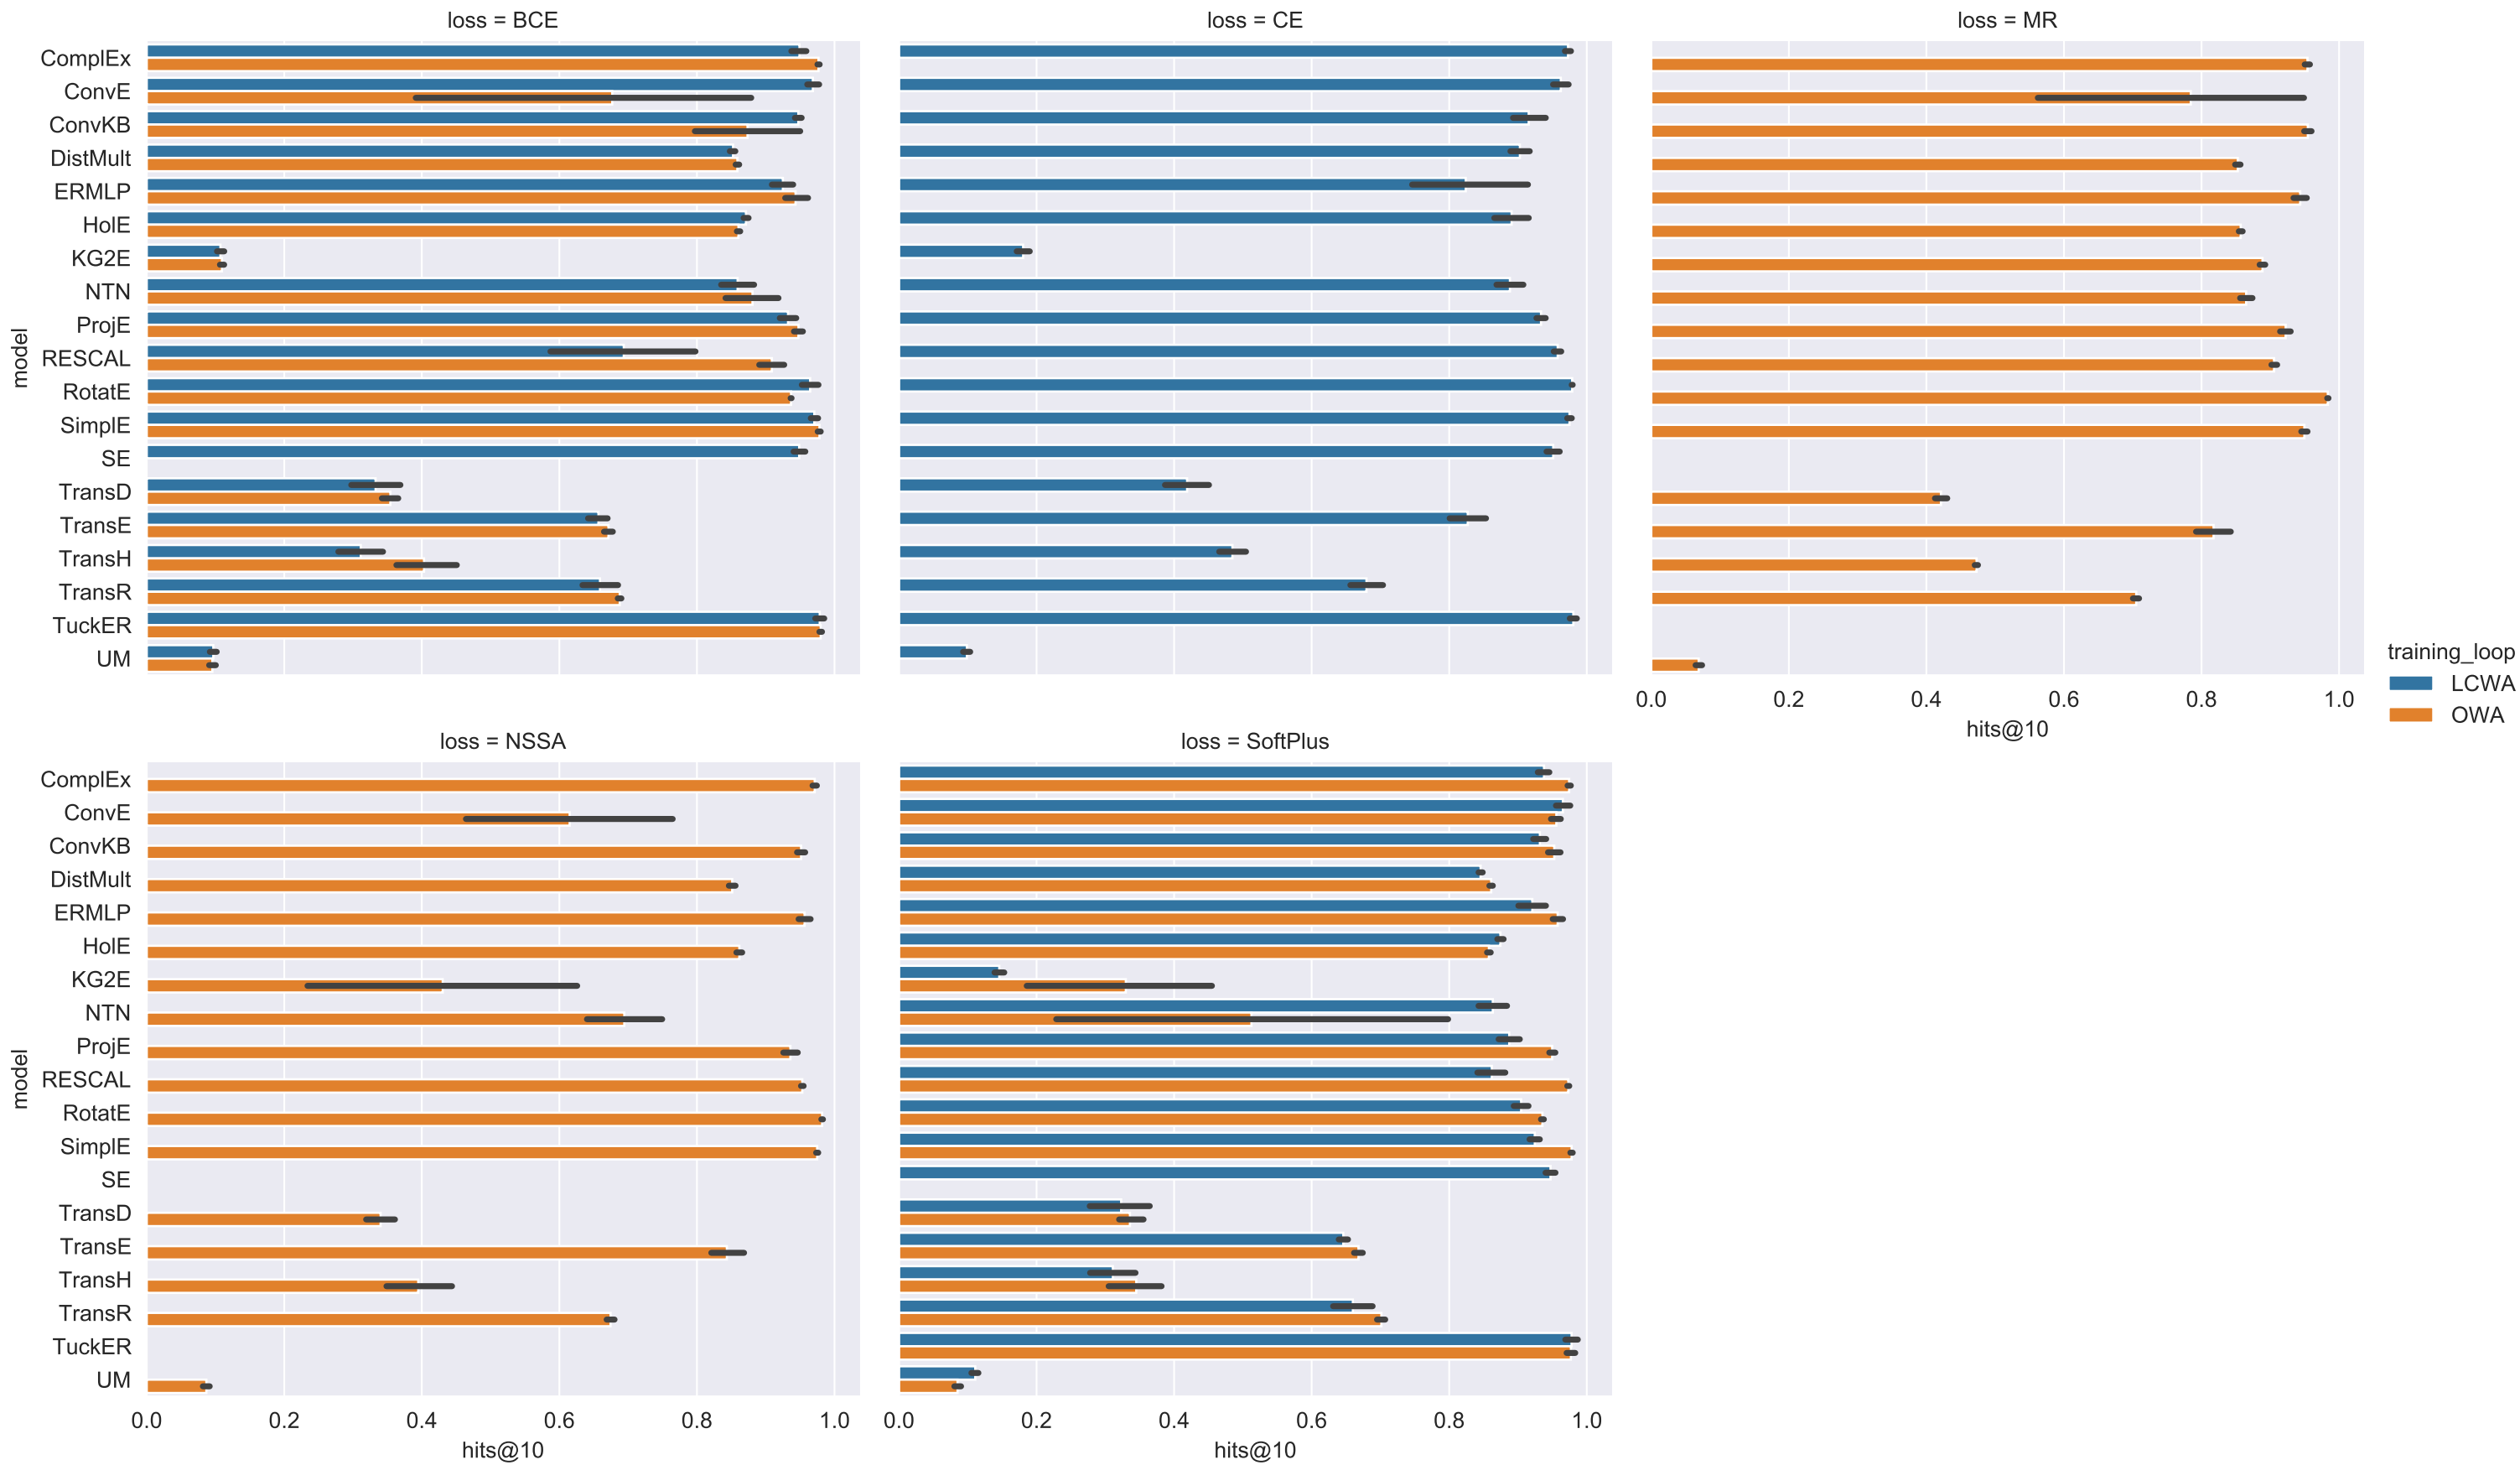 loss = BCE
loss = CE
loss = MR
model
ComplEx
ConvE
ConvKB
DistMult
ERMLP
HolE
KG2E
NTN
ProjE
RESCAL
RotatE
SimplE
SE
TransD
TransE
TransH
TransR
TuckER
UM
0.0 0.2 0.4 0.6 0.8 1.0
hits@10
training_loop
LCWA
OWA
loss = NSSA
loss = SoftPlus
model
ComplEx
ConvE
ConvKB
DistMult
ERMLP
HolE
KG2E
NTN
ProjE
RESCAL
RotatE
SimplE
SE
TransD
TransE
TransH
TransR
TuckER
UM
0.0 0.2 0.4 0.6 0.8 1.0
hits@10
0.0 0.2 0.4 0.6 0.8 1.0
hits@10